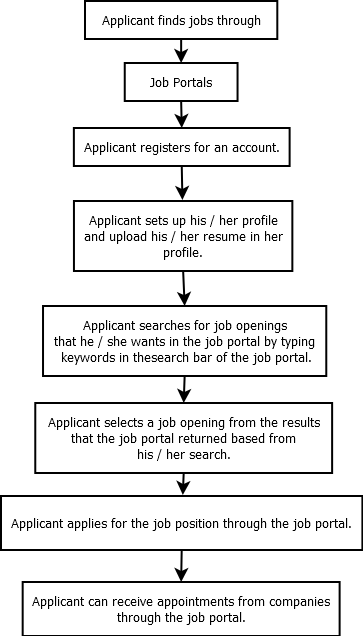 Applicant finds jobs through
Job Portals
Applicant registers for an account.
Applicant sets up his / her profile
and upload his / her resume in her
profile.
Applicant searches for job openings
that he / she wants in the job portal by typing
keywords in thesearch bar of the job portal.
Applicant selects a job opening from the results
that the job portal returned based from
his / her search.
Applicant applies for the job position through the job portal.
Applicant can receive appointments from companies
through the job portal.